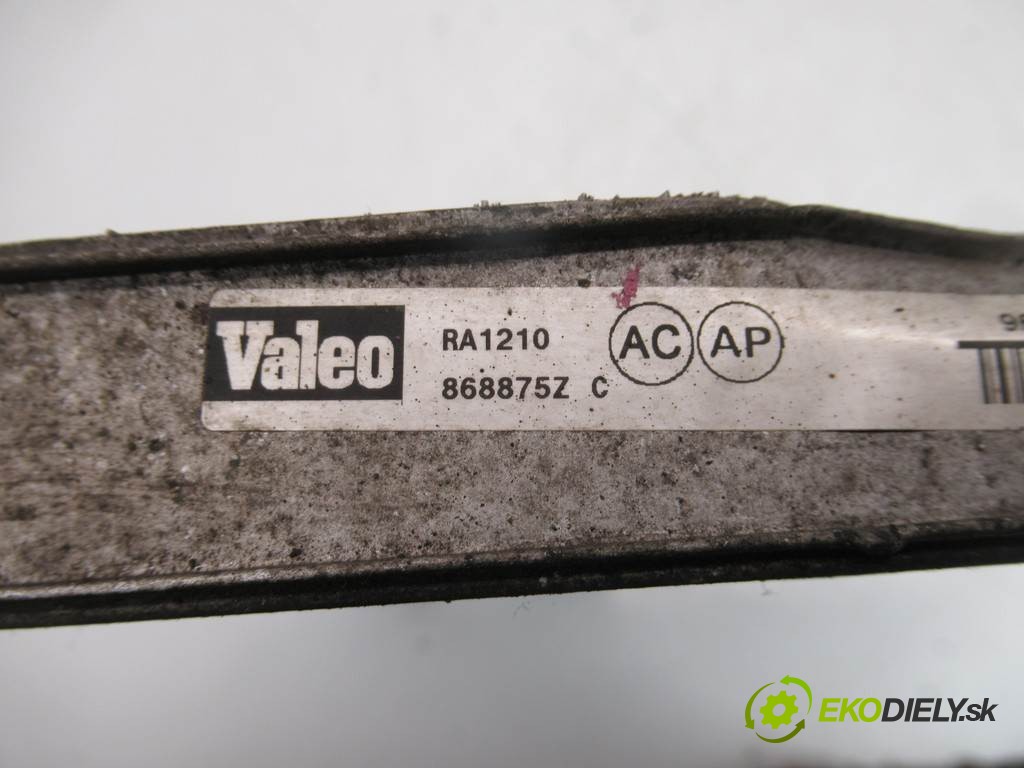 Valeo
RA1210 AC AP
868875Z C
EKODIELY.sk